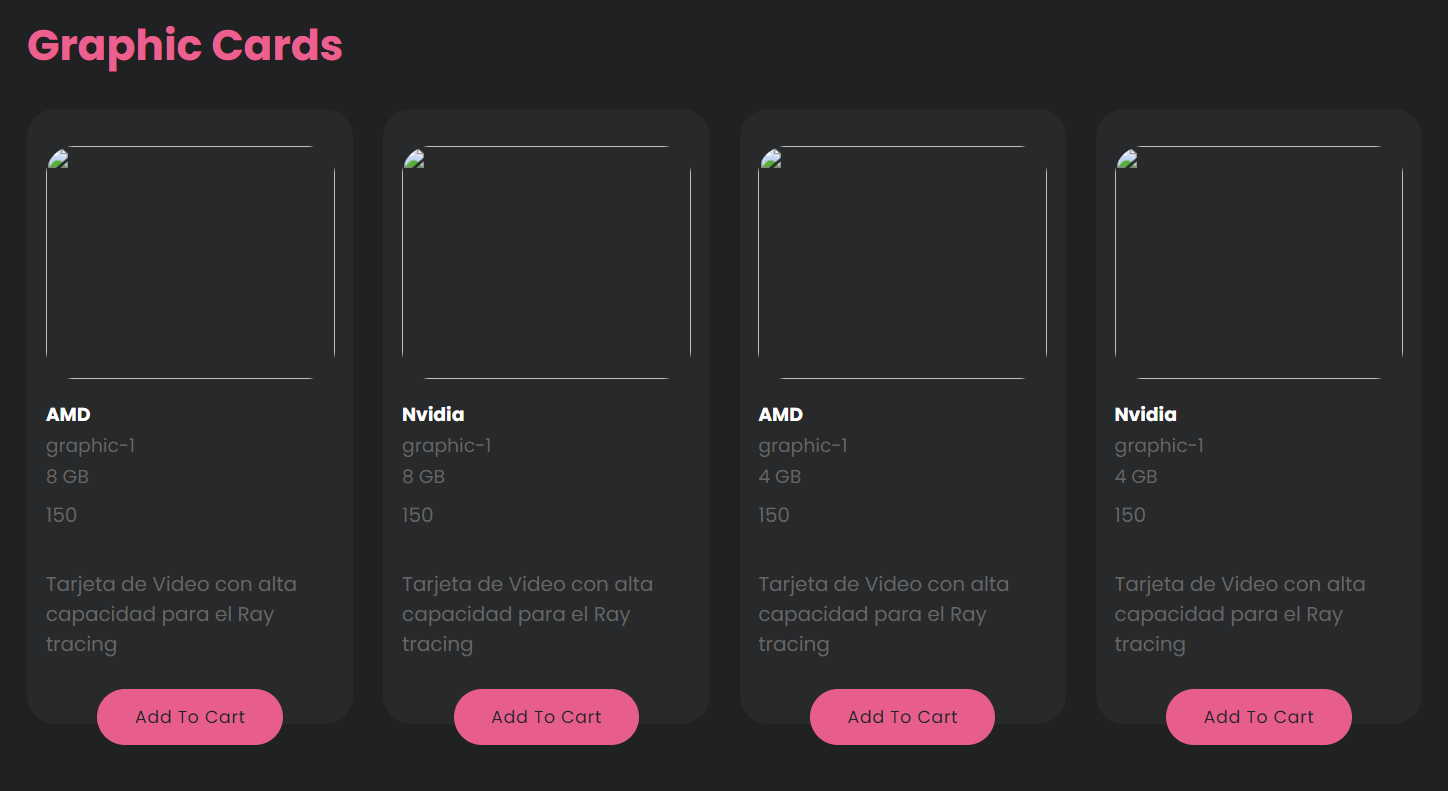 Graphic Cards
AMD
graphic-1
8 GB
150
Tarjeta de Video con alta
capacidad para el Ray
tracing
Add To Cart
Nvidia
graphic-1
8 GB
150
Tarjeta de Video con alta
capacidad para el Ray
tracing
Add To Cart
AMD
graphic-1
4 GB
150
Tarjeta de Video con alta
capacidad para el Ray
tracing
Add To Cart
Nvidia
graphic-1
4 GB
150
Tarjeta de Video con alta
capacidad para el Ray
tracing
Add To Cart